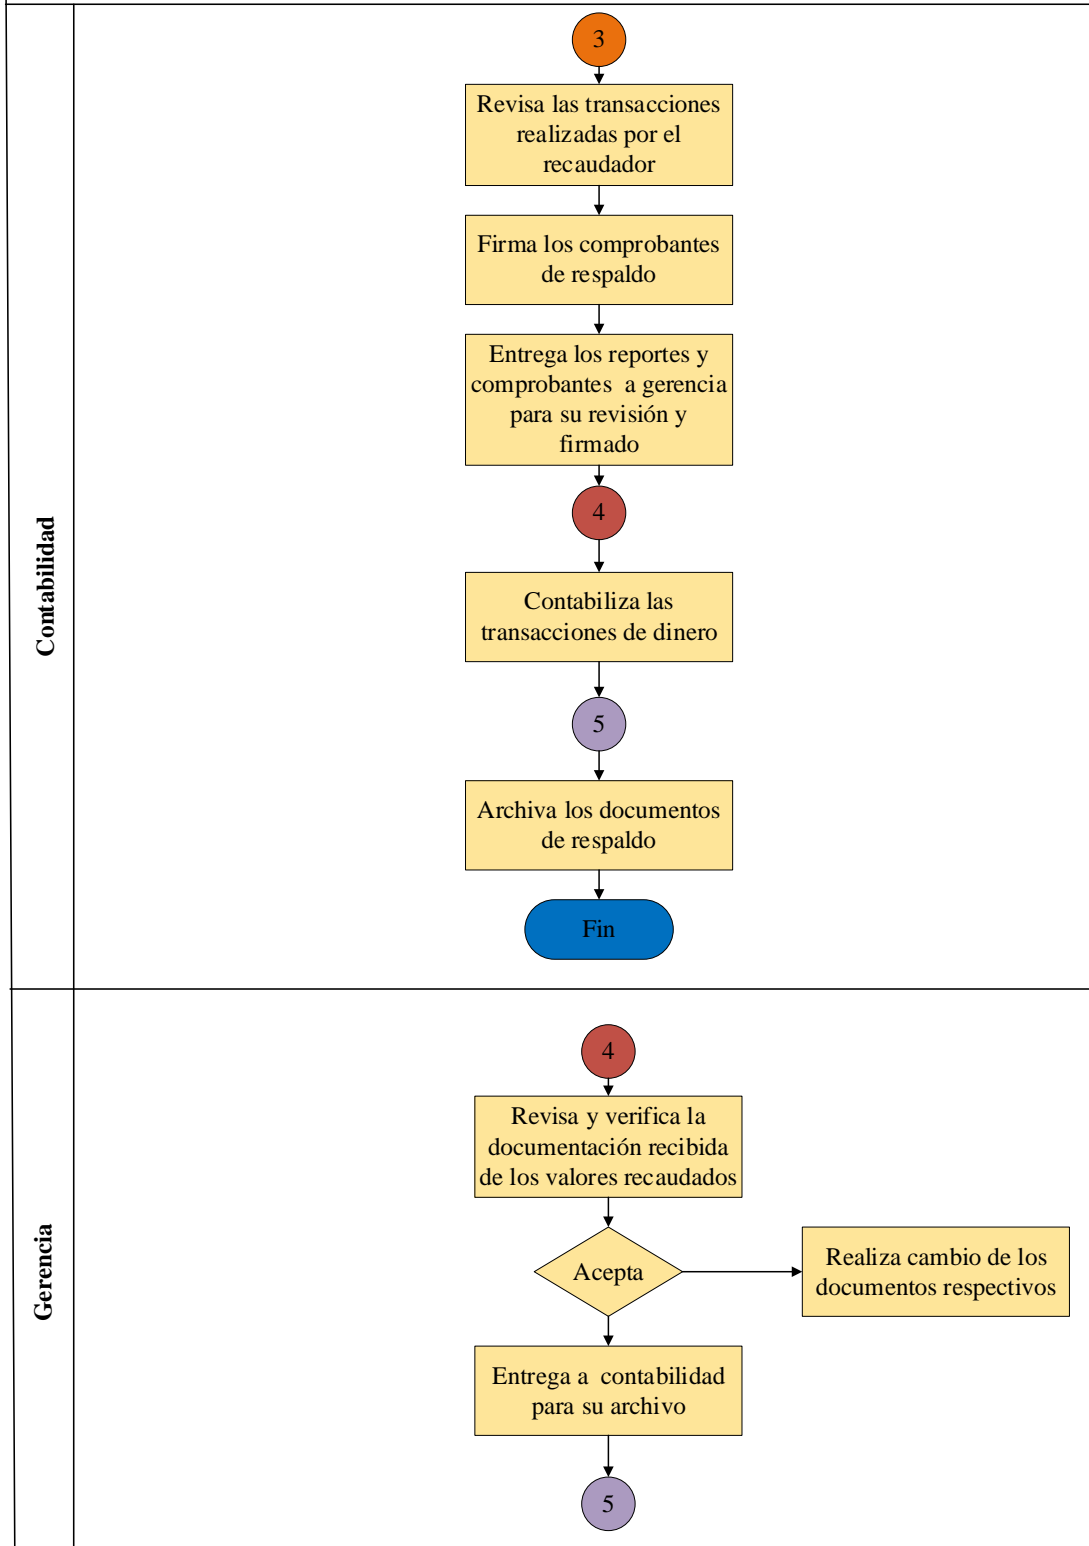 Contabilidad
3
Revisa las transacciones
realizadas por el
recaudador
Firma los comprobantes
de respaldo
Entrega los reportes y
comprobantes a gerencia
para su revisión y
firmado
4
Contabiliza las
transacciones de dinero
5
Archiva los documentos
de respaldo
Fin
Gerencia
4
Revisa y verifica la
documentación recibida
de los valores recaudados
Acepta
Realiza cambio de los
documentos respectivos
Entrega a contabilidad
para su archivo
5